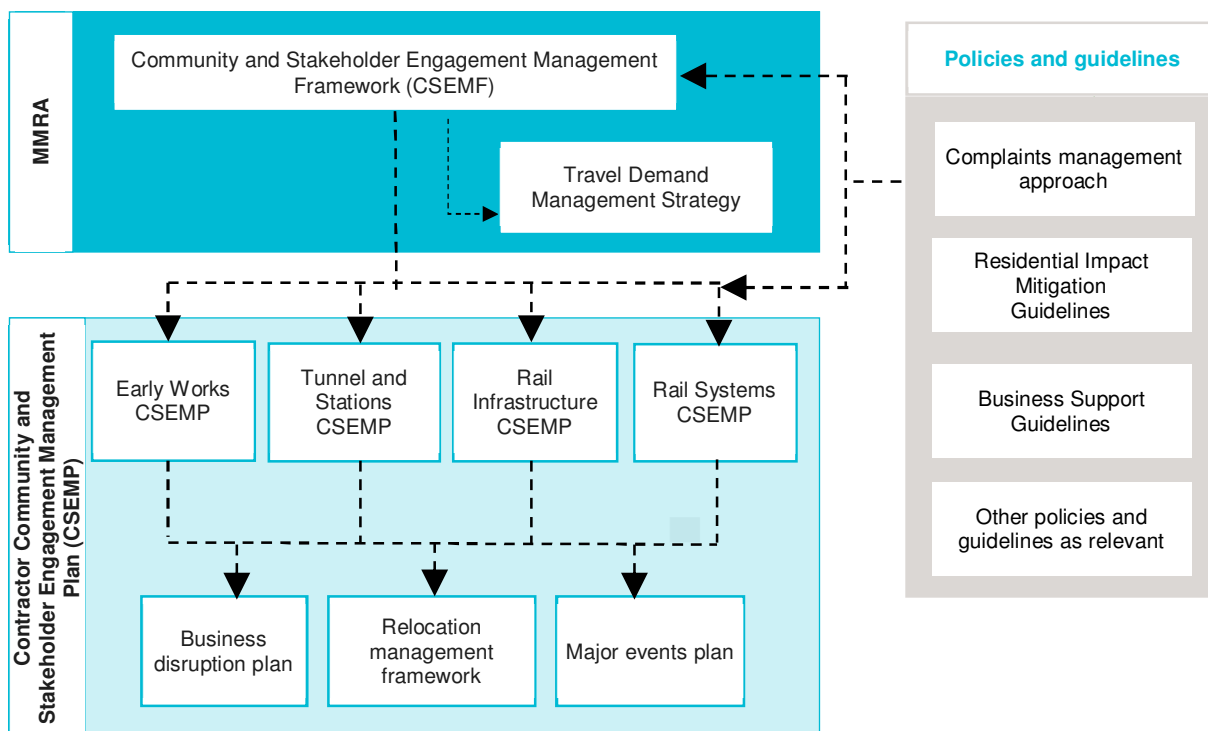 MMRA
Community and Stakeholder Engagement Management
Framework (CSEMF)
Travel Demand
Management Strategy
Policies and guidelines
Complaints management
approach
Residential Impact
Mitigation
Guidelines
Business Support
Guidelines
Other policies and
guidelines as relevant
Contractor Community and
Stakeholder Engagement Management
Plan (CSEMP)
Early Works
CSEMP
Tunnel and
Stations
CSEMP
Rail
Infrastructure
CSEMP
Rail Systems
CSEMP
Business
disruption plan
Relocation
management
framework
Major events plan